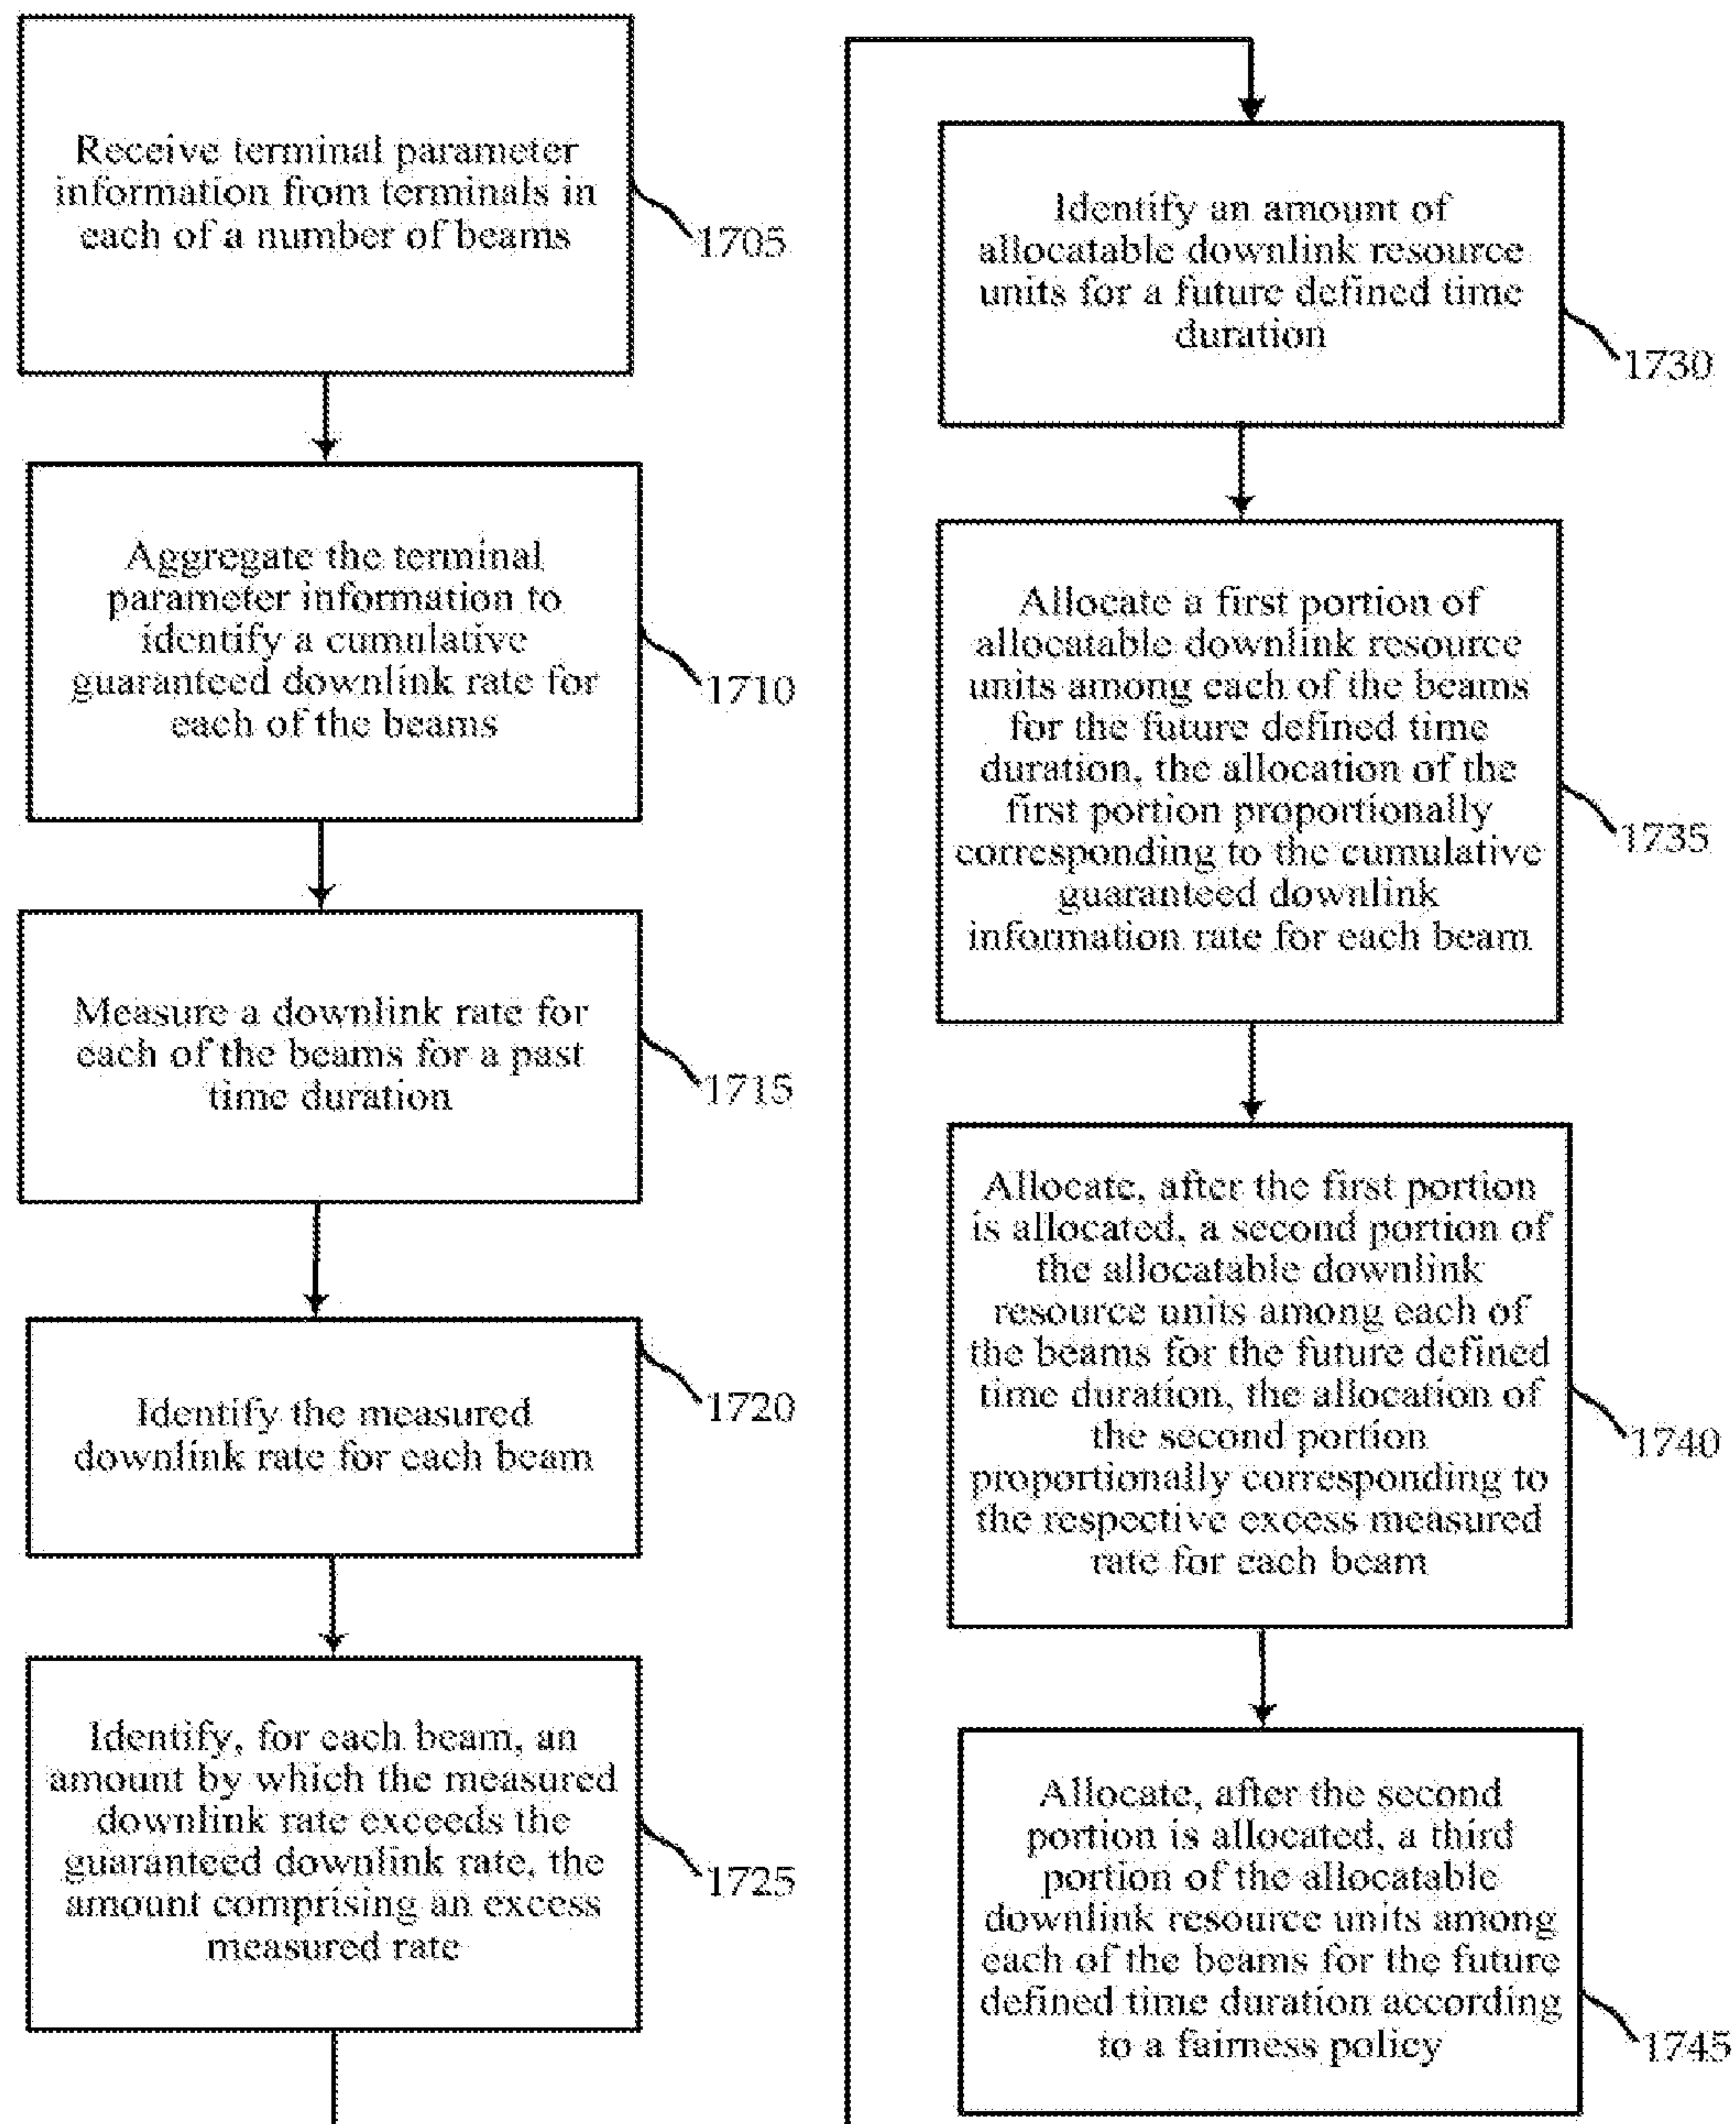 Receive terminal parameter
information from terminals in
each of a number of beams
1705
Aggregate the terminal
parameter information to
identify a cumulative
guaranteed downlink rate for
each of the beams
1710
Measure a downlink rate for
each of the beams for a past
time duration
1715
Identify the measured
downlink rate for each beam
1720
Identify, for each beam, an
amount by which the measured
downlink rate exceeds the
guaranteed downlink rate, the
amount comprising an excess
measured rate
1725
Identify an amount of
allocatable downlink resource
units for a future defined time
duration
1730
Allocate a first portion of
allocatable downlink resource
units among each of the beams
for the future defined time
duration, the allocation of the
first portion proportionally
corresponding to the cumulative
guaranteed downlink
information rate for each beam
1735
Allocate, after the first portion
is allocated, a second portion of
the allocatable downlink
resource units among each of
the beams for the future defined
time duration, the allocation of
the second portion
proportionally corresponding to
the respective excess measured
rate for each beam
1740
Allocate, after the second
portion is allocated, a third
portion of the allocatable
downlink resource units among
each of the beams for the future
defined time duration according
to a fairness policy
1745